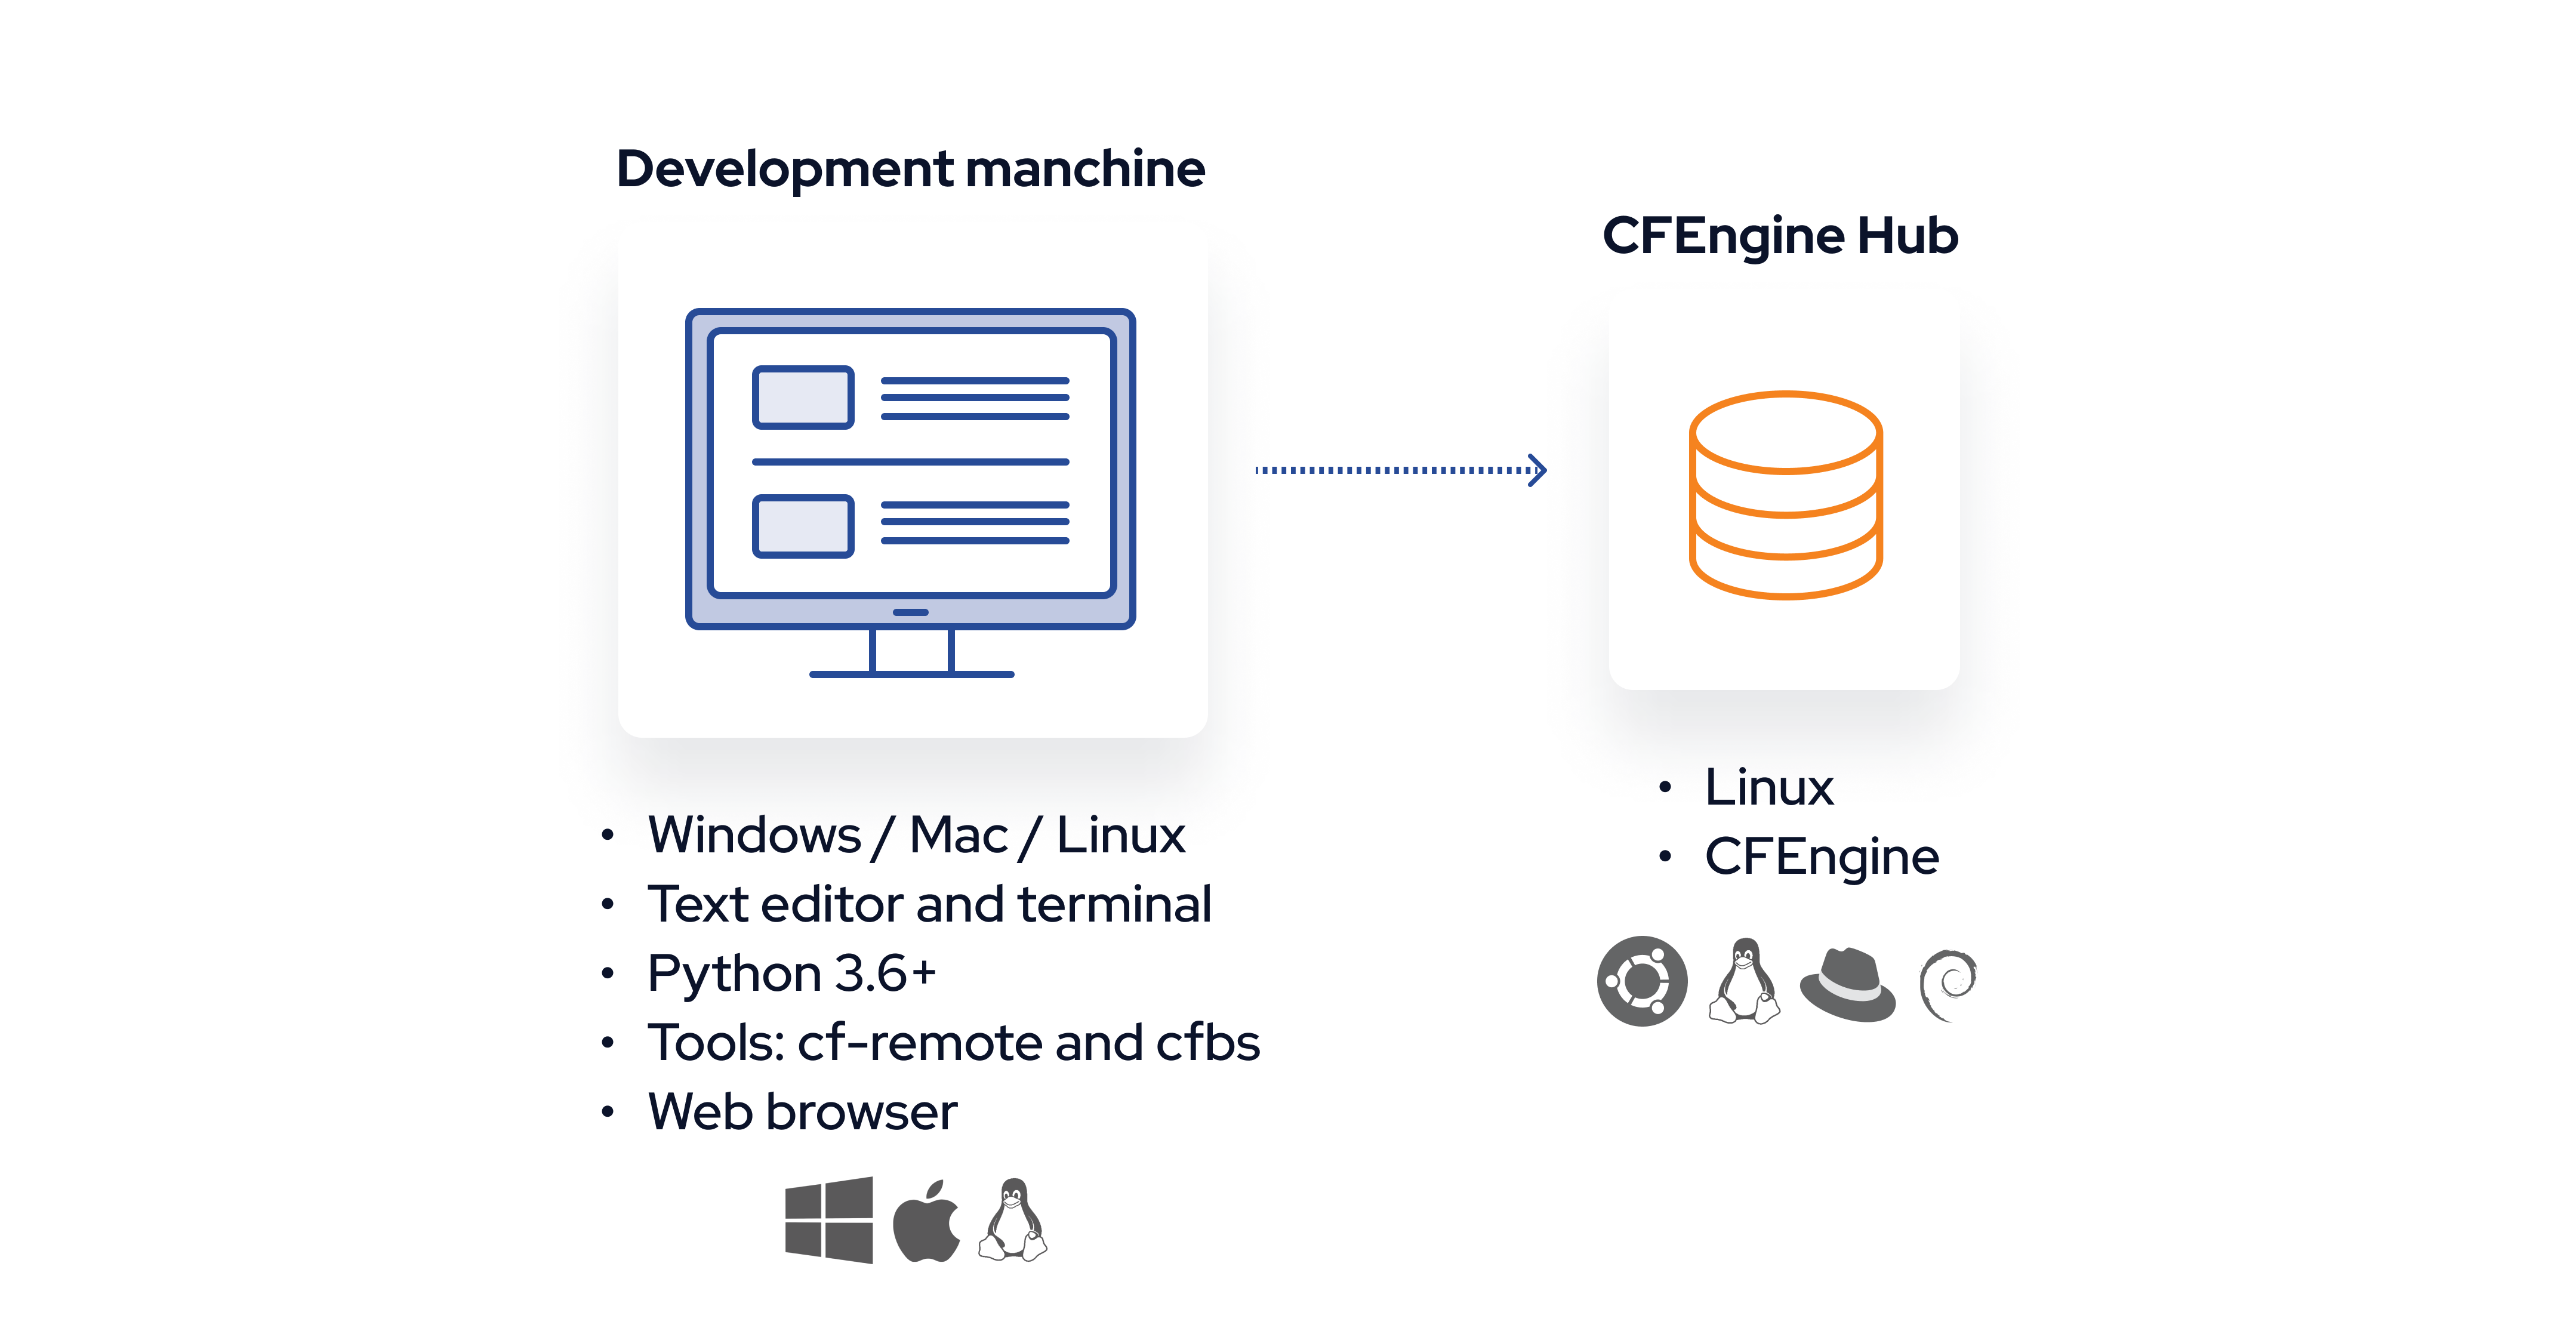 Development manchine
• Windows / Mac / Linux
• Text editor and terminal
• Python 3.6+
• Tools: cf-remote and cfbs
• Web browser
CFEngine Hub
• Linux
• CFEngine